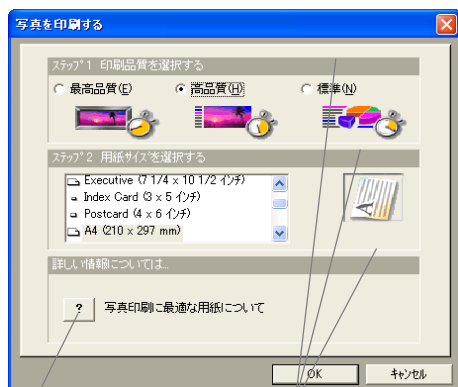 写真を印刷する
ステップ1 印刷品質を選択する
最高品質(E) 高品質(H) 標準(N)
ステップ2 用紙サイズを選択する
Executive (7 1/4 x 10 1/2 インチ)
Index Card (3 x 5 インチ)
Postcard (4 x 6 インチ)
A4 (210 x 297 mm)
A
詳しい情報については...
? 写真印刷に最適な用紙について
OK キャンセル